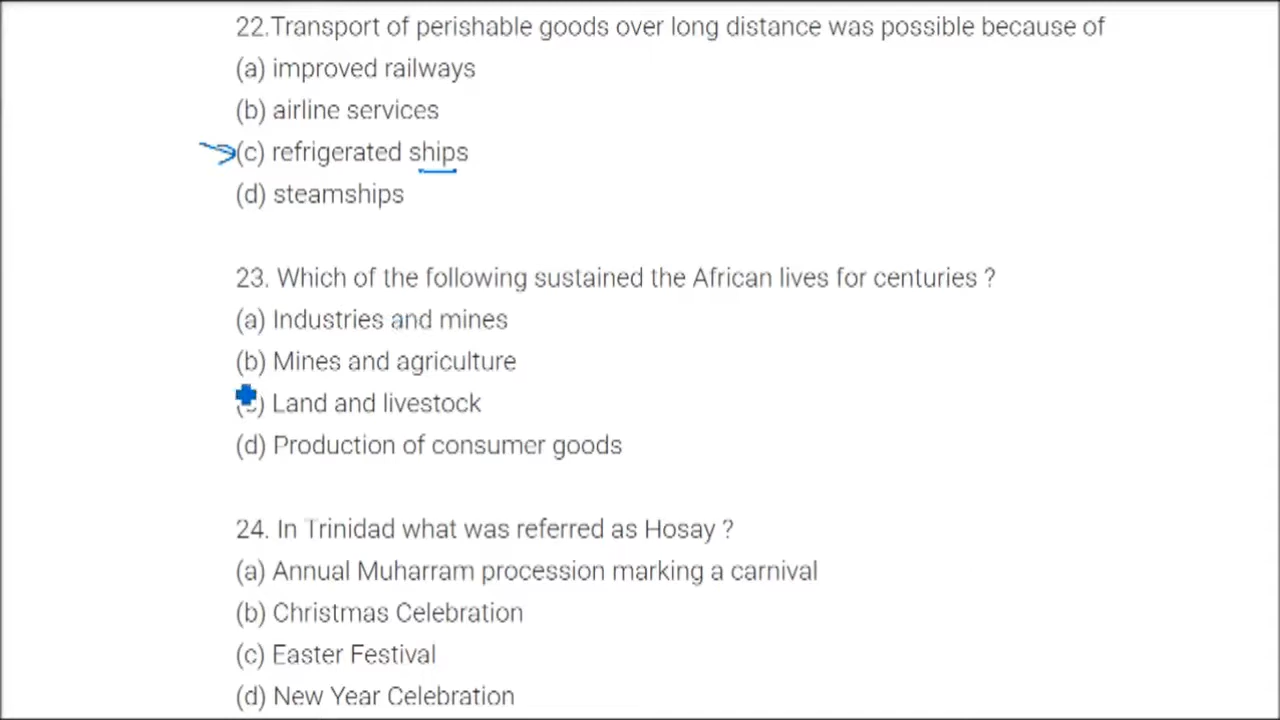 22.Transport of perishable goods over long distance was possible because of
(a) improved railways
(b) airline services
(c) refrigerated ships
(d) steamships
23. Which of the following sustained the African lives for centuries ?
(a) Industries and mines
(b) Mines and agriculture
(c) Land and livestock
(d) Production of consumer goods
24. In Trinidad what was referred as Hosay ?
(a) Annual Muharram procession marking a carnival
(b) Christmas Celebration
(c) Easter Festival
(d) New Year Celebration